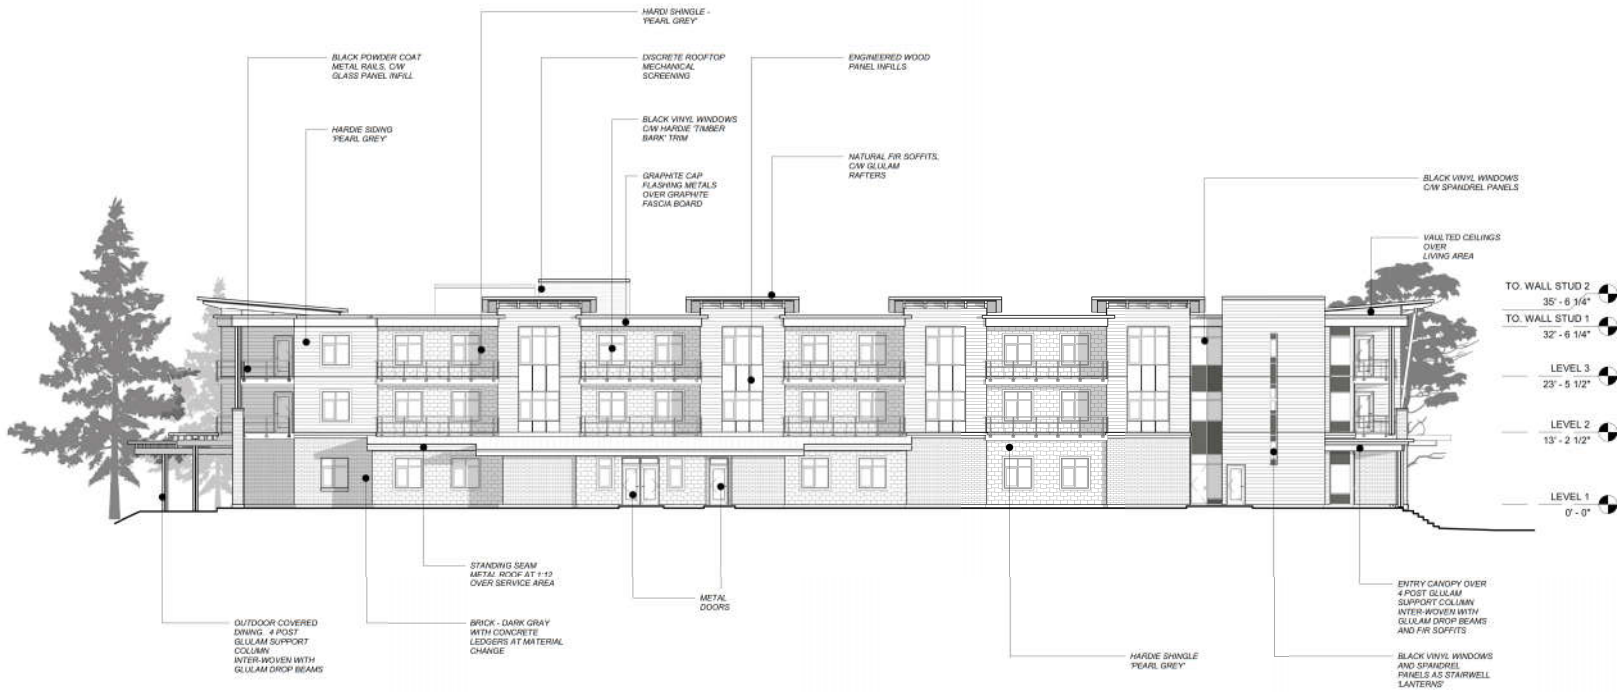 HARDI SHINGLE -
'PEARL GREY'
BLACK POWDER COAT
METAL RAILS, C/W
GLASS PANEL INFILL
DISCRETE ROOFTOP
MECHANICAL
SCREENING
ENGINEERED WOOD
PANEL INFILLS
HARDIE SIDING
'PEARL GREY'
BLACK VINYL WINDOWS
C/W HARDIE 'TIMBER
BARK' TRIM
NATURAL FIR SOFFITS,
C/W GLULAM
RAFTERS
GRAPHITE CAP
FLASHING METALS
OVER GRAPHITE
FASCIA BOARD
BLACK VINYL WINDOWS
C/W SPANDREL PANELS
VAULTED CEILINGS
OVER
LIVING AREA
TO. WALL STUD 2
35' - 6 1/4"
TO. WALL STUD 1
32' - 6 1/4"
LEVEL 3
23' - 5 1/2"
LEVEL 2
13' - 2 1/2"
LEVEL 1
0' - 0"
STANDING SEAM
METAL ROOF AT 1:12
OVER SERVICE AREA
METAL
DOORS
ENTRY CANOPY OVER
4 POST GLULAM
SUPPORT COLUMN
INTER-WOVEN WITH
GLULAM DROP BEAMS
AND FIR SOFFITS
OUTDOOR COVERED
DINING. 4 POST
GLULAM SUPPORT
COLUMN
INTER-WOVEN WITH
GLULAM DROP BEAMS
BRICK - DARK GRAY
WITH CONCRETE
LEDGERS AT MATERIAL
CHANGE
HARDIE SHINGLE
'PEARL GREY'
BLACK VINYL WINDOWS
AND SPANDREL
PANELS AS STAIRWELL
'LANTERNS'